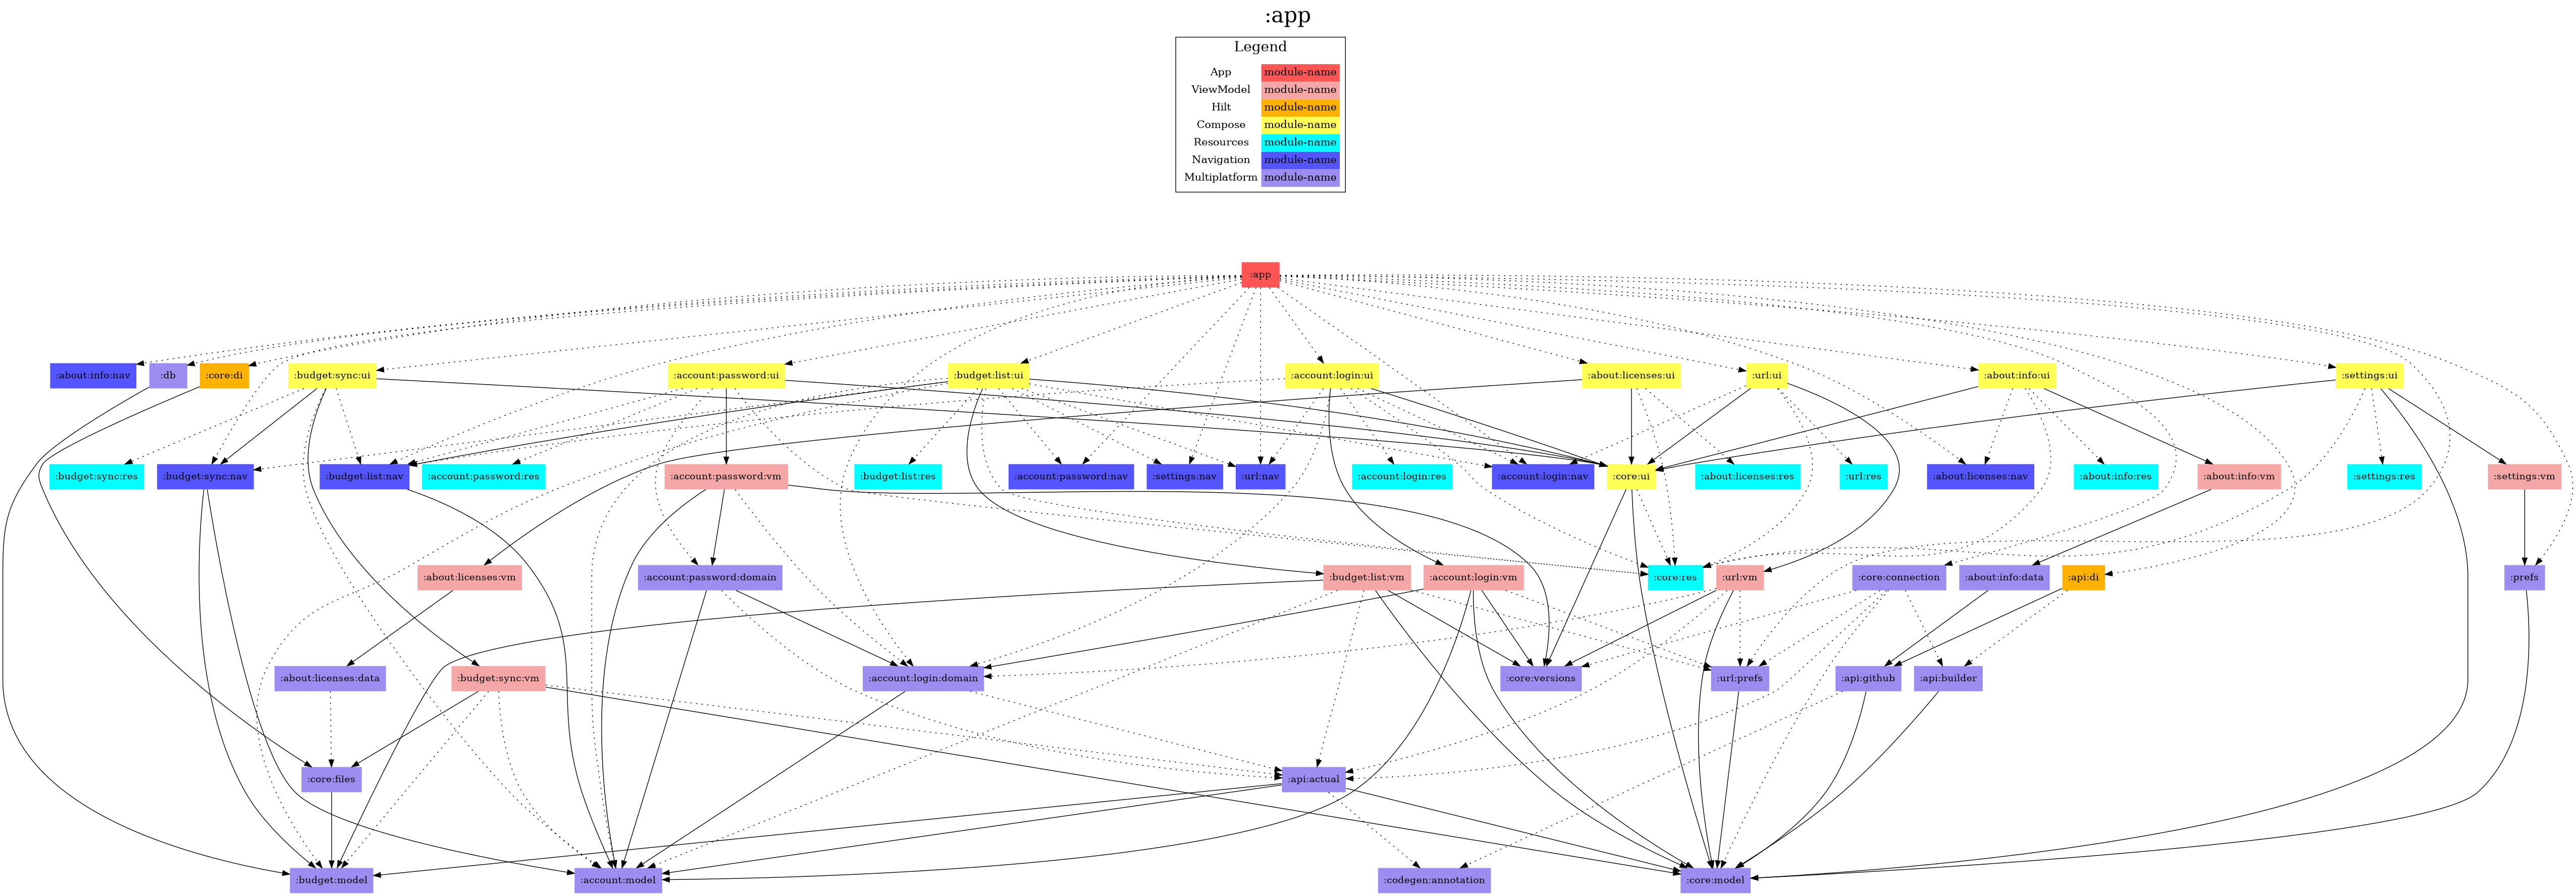 :app
Legend
App module-name
ViewModel module-name
Hilt module-name
Compose module-name
Resources module-name
Navigation module-name
Multiplatform module-name
:app
:about:info:nav :db :core:di :budget:sync:ui :account:password:ui :budget:list:ui :account:login:ui :about:licenses:ui :url:ui :about:info:ui :settings:ui
:budget:sync:res :budget:sync:nav :budget:list:nav :account:password:res :account:password:vm :budget:list:res :account:password:nav :settings:nav :url:nav :account:login:res :account:login:nav :core:ui :about:licenses:res :url:res :about:licenses:nav :about:info:res :about:info:vm :settings:res :settings:vm
:about:licenses:vm :account:password:domain :budget:list:vm :account:login:vm :core:res :url:vm :core:connection :about:info:data :api:di :prefs
:about:licenses:data :budget:sync:vm :account:login:domain :core:versions :url:prefs :api:github :api:builder
:core:files :api:actual
:budget:model :account:model :codegen:annotation :core:model